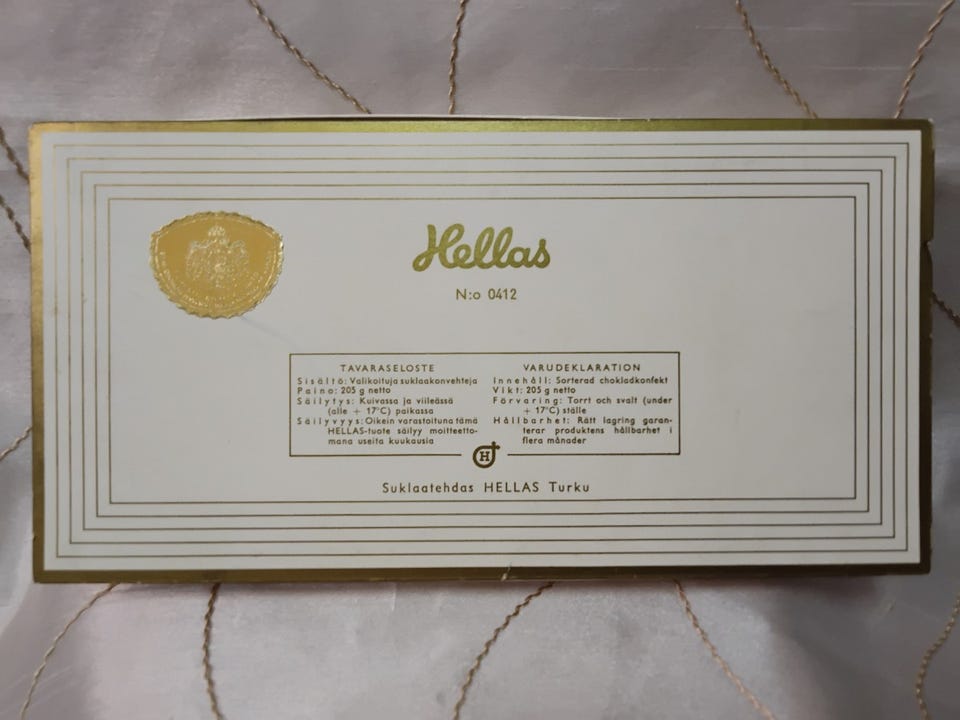 Hellas
N:o 0412
TAVARASELOSTE
Sisältö: Valikoituja suklaakonvehteja
Paino: 205 g netto
Säilytys: Kuivassa ja viileässä
(alle + 17°C) paikassa
Säilyvyys: Oikein varastoituna tämä
HELLAS-tuote säilyy moitteetto-
mana useita kuukausia
VARUDEKLARATION
Innehåll: Sorterad chokladkonfekt
Vikt: 205 g netto
Förvaring: Torrt och svalt (under
+ 17°C) ställe
Hållbarhet: Rätt lagring garan-
terar produktens hållbarhet i
flera månader
H
Suklaatehdas HELLAS Turku